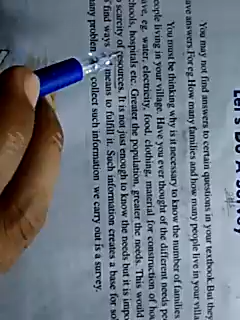 Let's Do A Survey
You may not find answers to certain questions in your textbook. But they
ave answers. For eg. How many families and how many people live in your villa
You must be thinking why is it necessary to know the number of families
eople living in your village. Have you ever thought of the different needs pe
ave, eg. water, electricity, food, clothing, material for construction of hou
chools, hospitals etc. Greater the population, greater the needs. This would
o scarcity of resources. It is not just enough to know the needs but it is impo
find ways means to fulfill it. Such information creates a base for so
many problem collect such information we carry out is a survey.